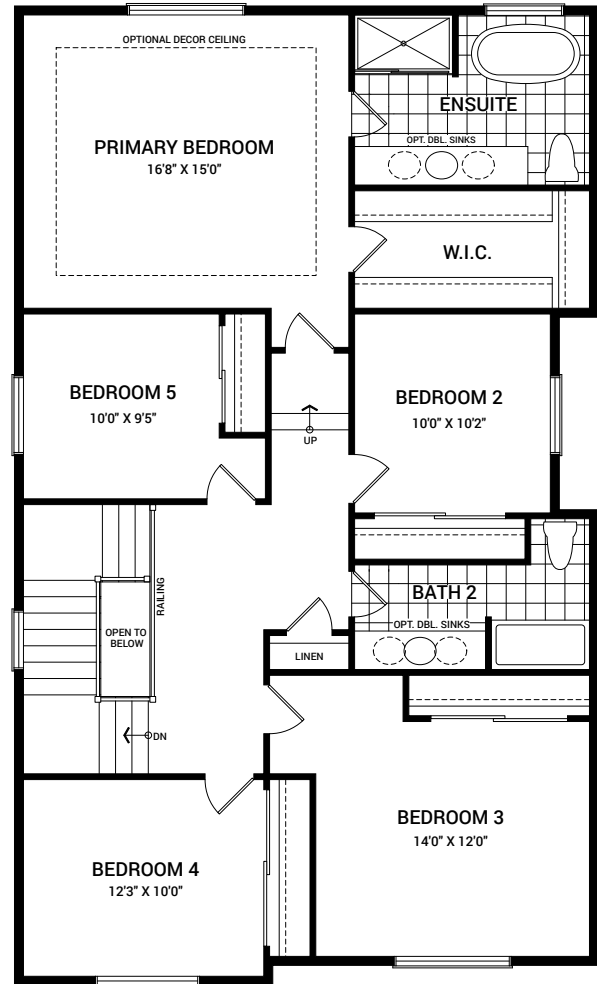 OPTIONAL DECOR CEILING
PRIMARY BEDROOM
16'8" X 15'0"
ENSUITE
OPT. DBL. SINKS
W.I.C.
BEDROOM 5
10'0" X 9'5"
BEDROOM 2
10'0" X 10'2"
UP
RAILING
OPEN TO
BELOW
BATH 2
OPT. DBL. SINKS
LINEN
DN
BEDROOM 3
14'0" X 12'0"
BEDROOM 4
12'3" X 10'0"